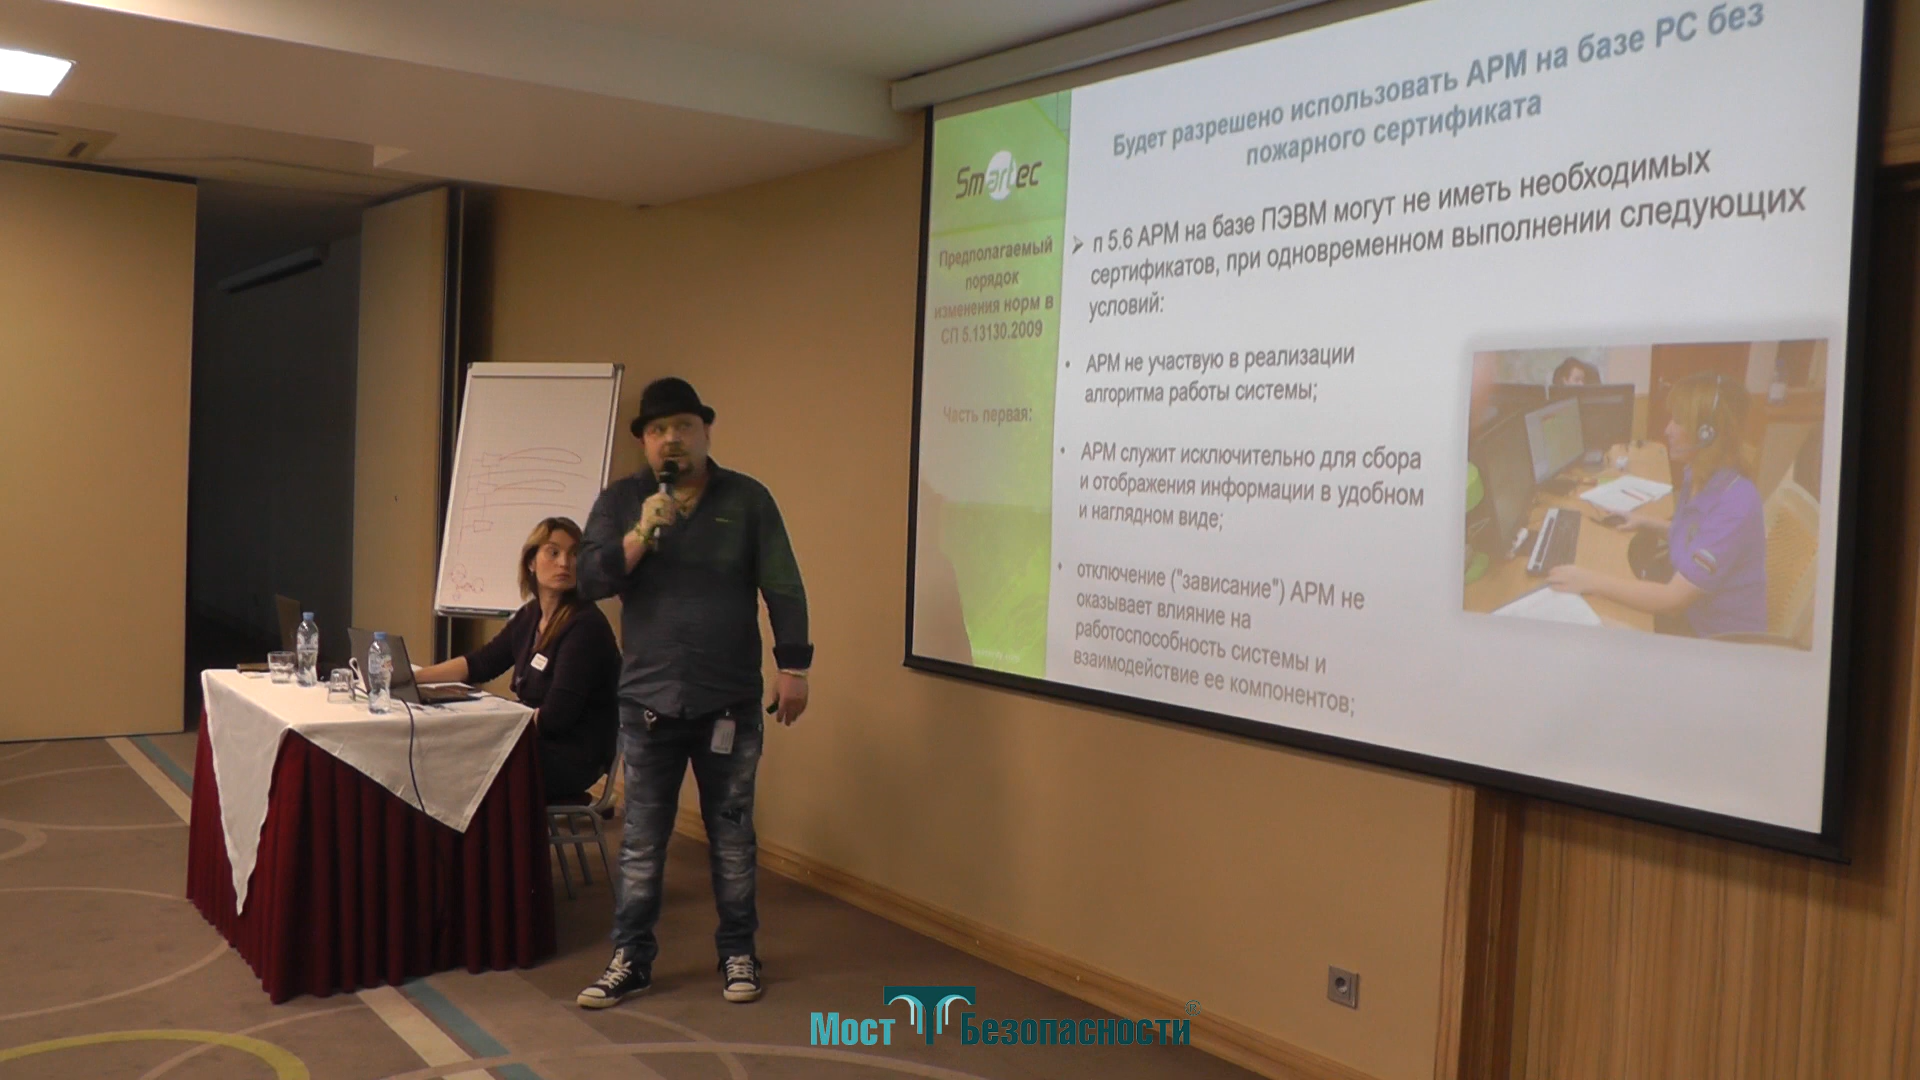 Smartec
Предполагаемый
порядок
изменения норм в
СП 5.13130.2009
Часть первая:
Будет разрешено использовать АРМ на базе РС без
пожарного сертификата
➢ п 5.6 АРМ на базе ПЭВМ могут не иметь необходимых
сертификатов, при одновременном выполнении следующих
условий:
• АРМ не участвую в реализации
алгоритма работы системы;
• АРМ служит исключительно для сбора
и отображения информации в удобном
и наглядном виде;
• отключение ("зависание") АРМ не
оказывает влияние на
работоспособность системы и
взаимодействие ее компонентов;
Мост Безопасности ®